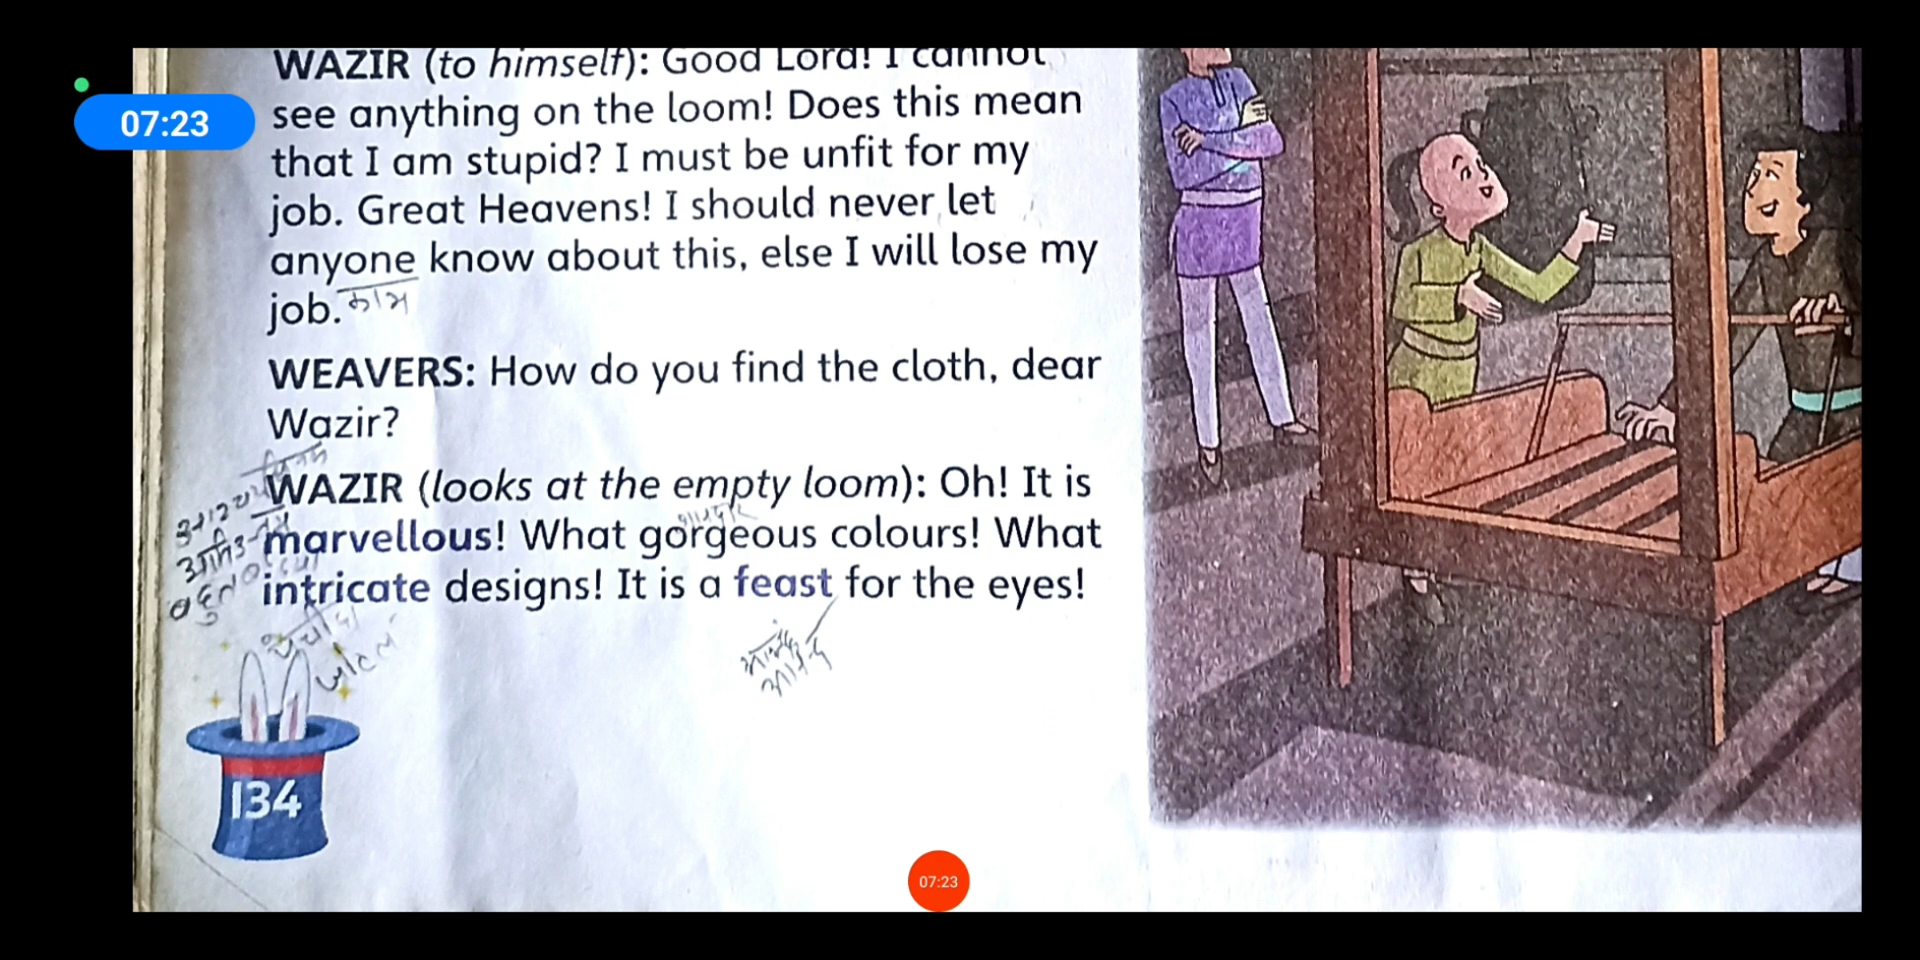 WAZIR (to himself): Good Lord! I cannot
07:23
see anything on the loom! Does this mean
that I am stupid? I must be unfit for my
job. Great Heavens! I should never let
anyone know about this, else I will lose my
job. काम
WEAVERS: How do you find the cloth, dear
Wazir?
WAZIR (looks at the empty loom): Oh! It is
शानदार
marvellous! What gorgeous colours! What
intricate designs! It is a feast for the eyes!
आनंद
134
07:23